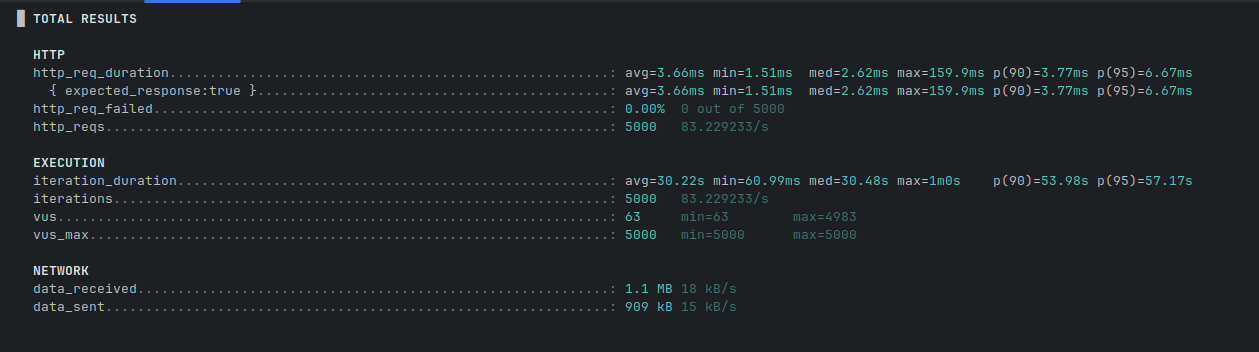 █ TOTAL RESULTS
HTTP
http_req_duration.......................................................: avg=3.66ms min=1.51ms med=2.62ms max=159.9ms p(90)=3.77ms p(95)=6.67ms
{ expected_response:true }............................................: avg=3.66ms min=1.51ms med=2.62ms max=159.9ms p(90)=3.77ms p(95)=6.67ms
http_req_failed.........................................................: 0.00% 0 out of 5000
http_reqs...............................................................: 5000 83.229233/s
EXECUTION
iteration_duration......................................................: avg=30.22s min=60.99ms med=30.48s max=1m0s p(90)=53.98s p(95)=57.17s
iterations..............................................................: 5000 83.229233/s
vus.....................................................................: 63 min=63 max=4983
vus_max.................................................................: 5000 min=5000 max=5000
NETWORK
data_received...........................................................: 1.1 MB 18 kB/s
data_sent...............................................................: 909 kB 15 kB/s